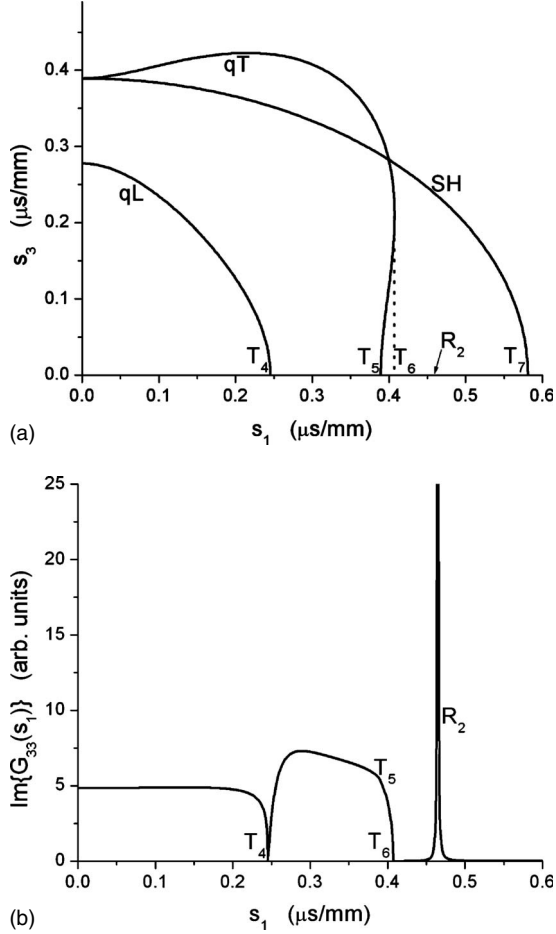 0.4
0.3
0.2
0.1
0.0
s3 (μs/mm)
qT
qL
SH
T4
T5
T6
R2
T7
0.0 0.1 0.2 0.3 0.4 0.5 0.6
(a) s1 (μs/mm)
25
20
15
10
5
0
Im{G33(s1)} (arb. units)
R2
T5
T4
T6
0.0 0.1 0.2 0.3 0.4 0.5 0.6
(b) s1 (μs/mm)